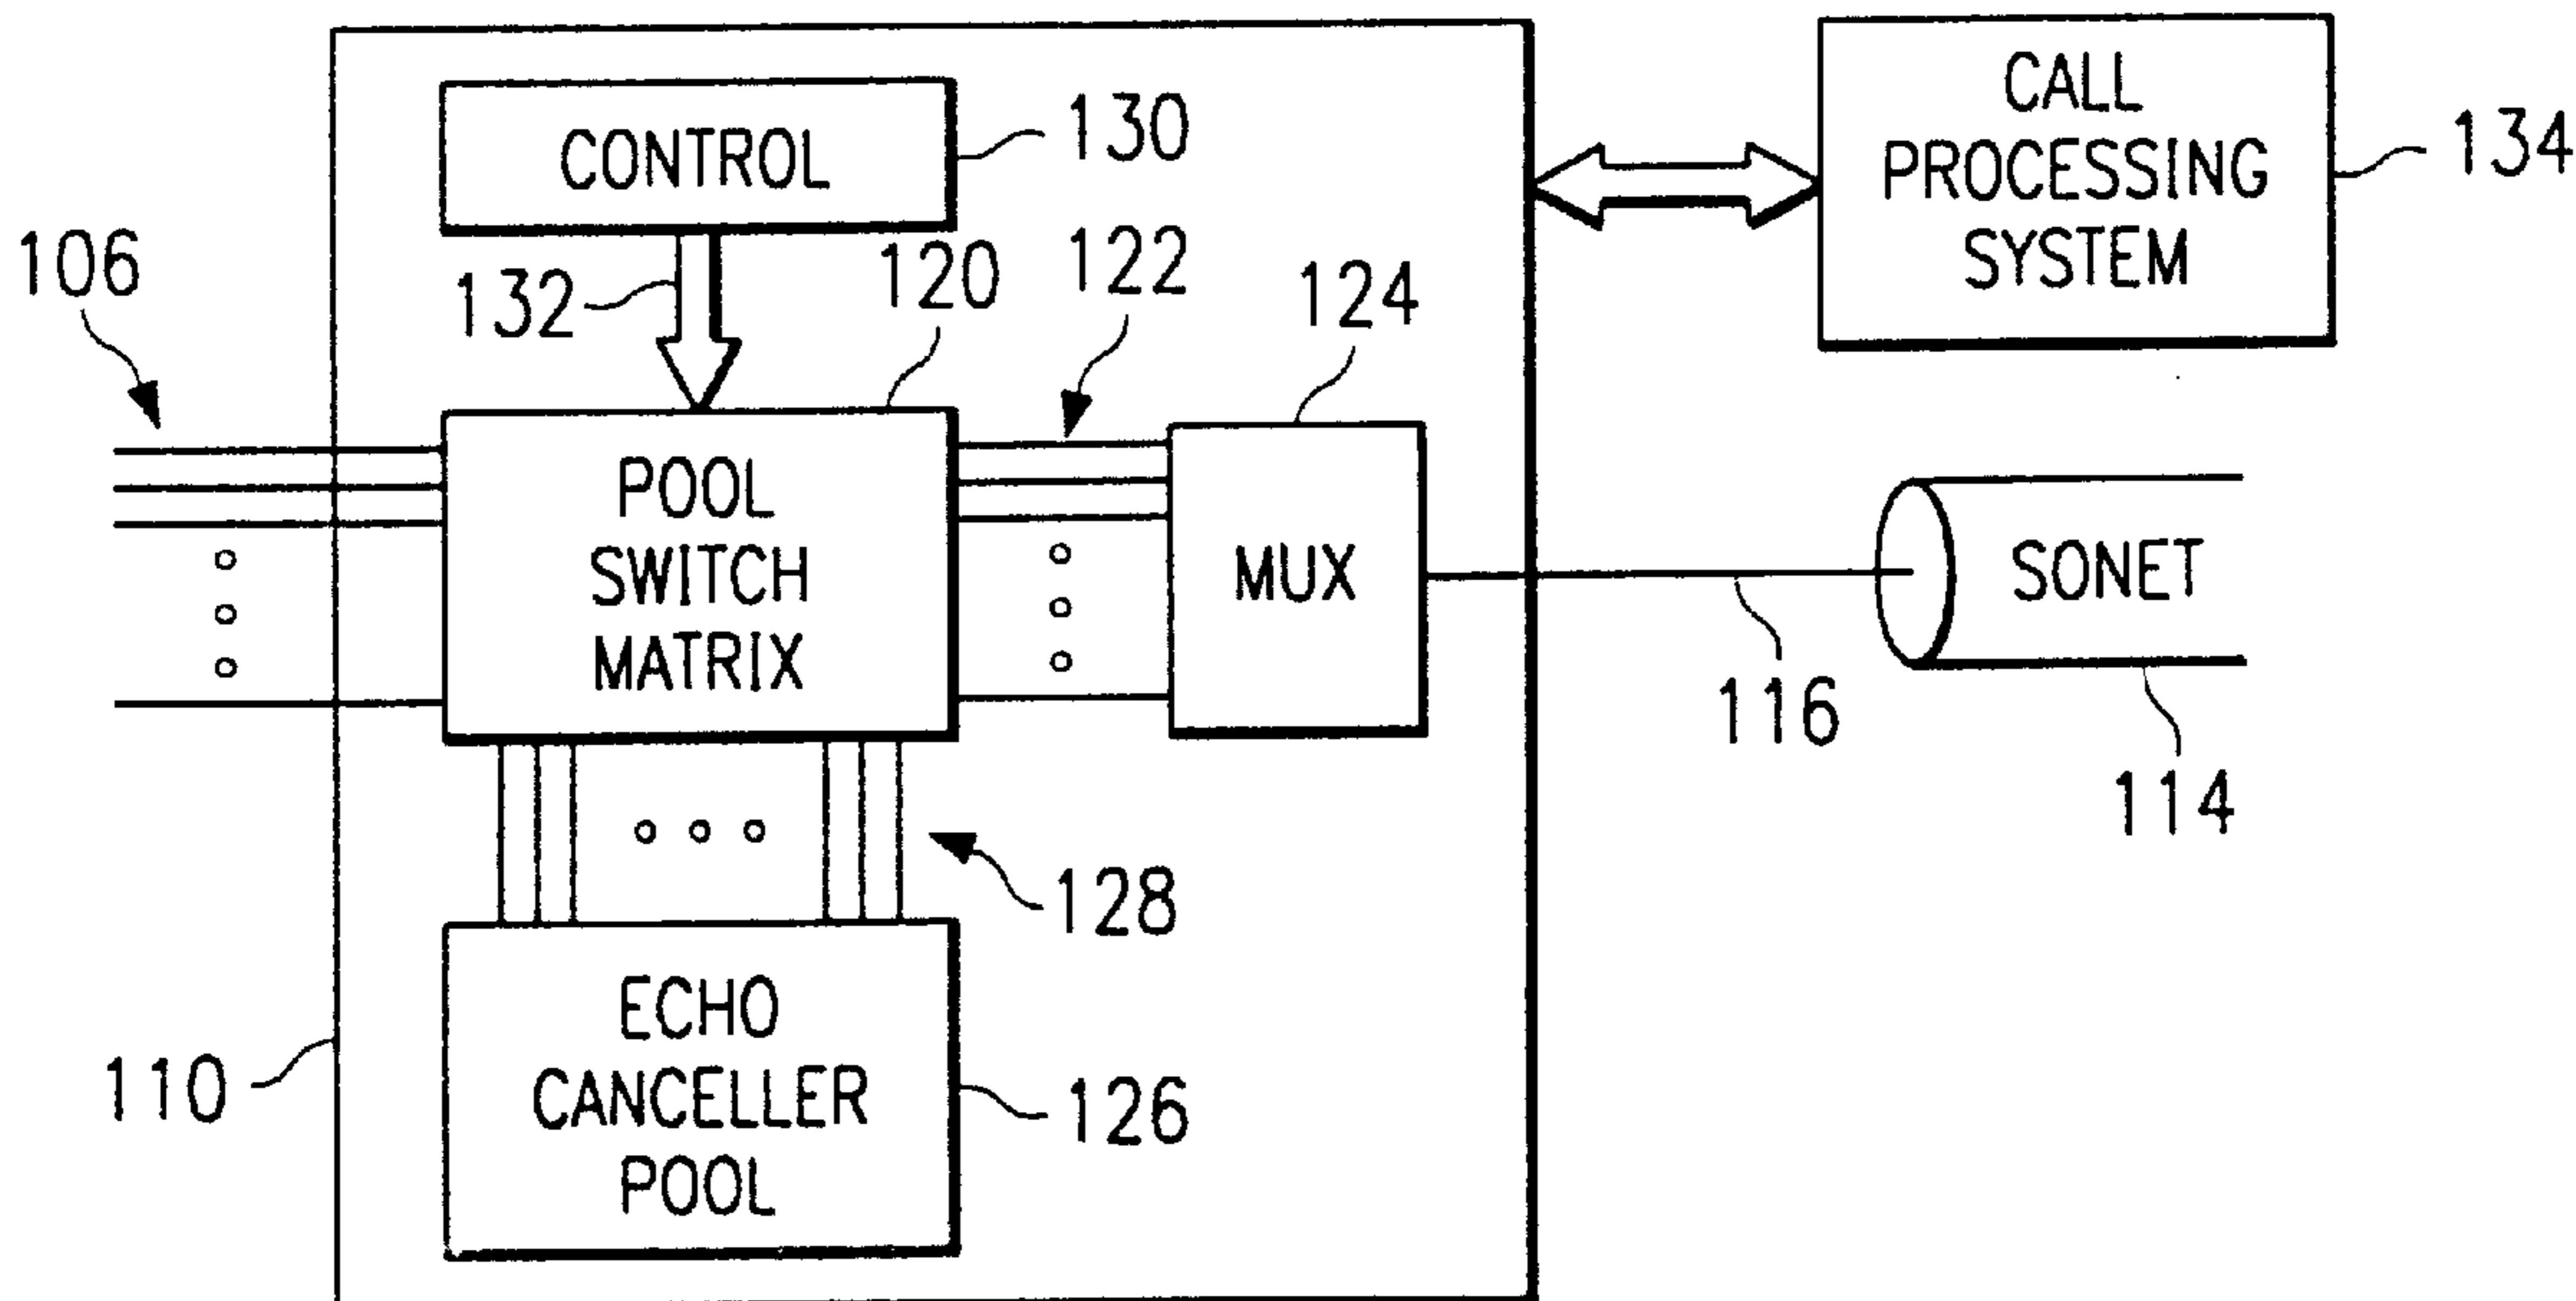 CONTROL
130
CALL
PROCESSING
SYSTEM
134
106
132
120
122
124
POOL
SWITCH
MATRIX
MUX
SONET
116
114
128
ECHO
CANCELLER
POOL
110
126